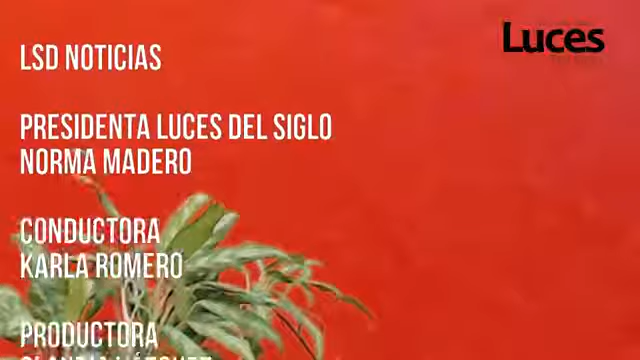 Luces
LSD NOTICIAS
PRESIDENTA LUCES DEL SIGLO
NORMA MADERO
CONDUCTORA
KARLA ROMERO
PRODUCTORA